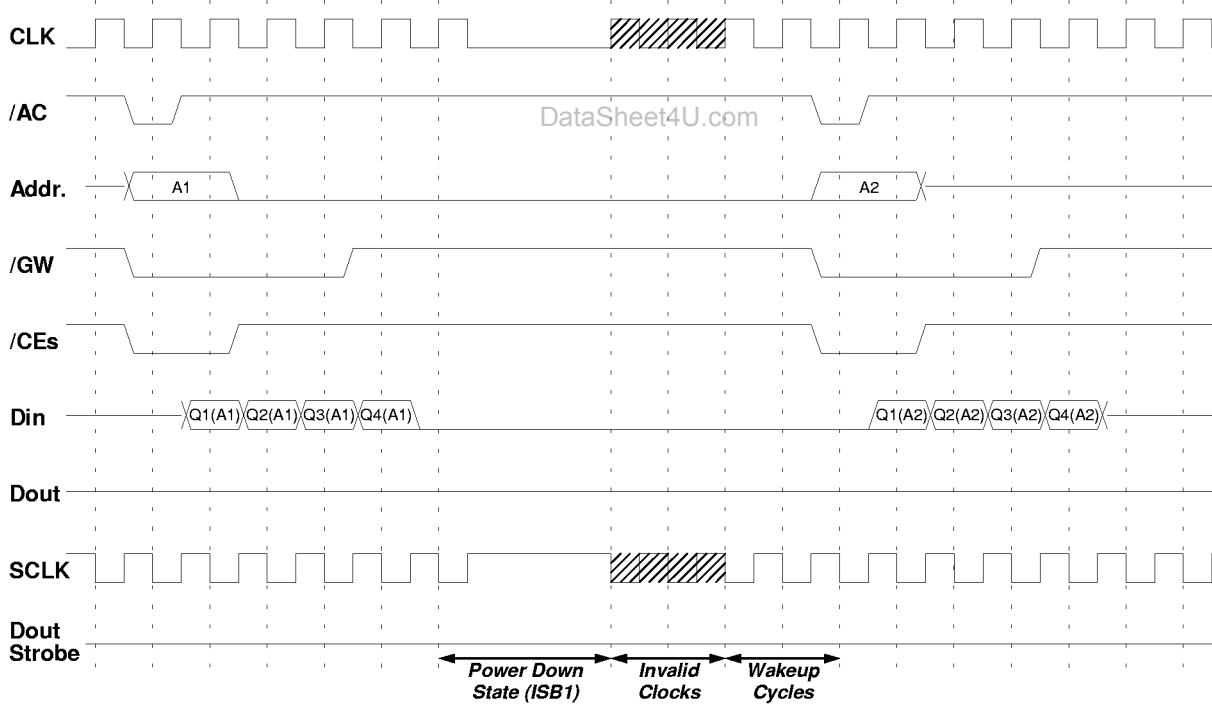 CLK
/AC
DataSheet4U.com
Addr.
A1
A2
/GW
/CEs
Din
Q1(A1)
Q2(A1)
Q3(A1)
Q4(A1)
Q1(A2)
Q2(A2)
Q3(A2)
Q4(A2)
Dout
SCLK
Dout
Strobe
Power Down
State (ISB1)
Invalid
Clocks
Wakeup
Cycles